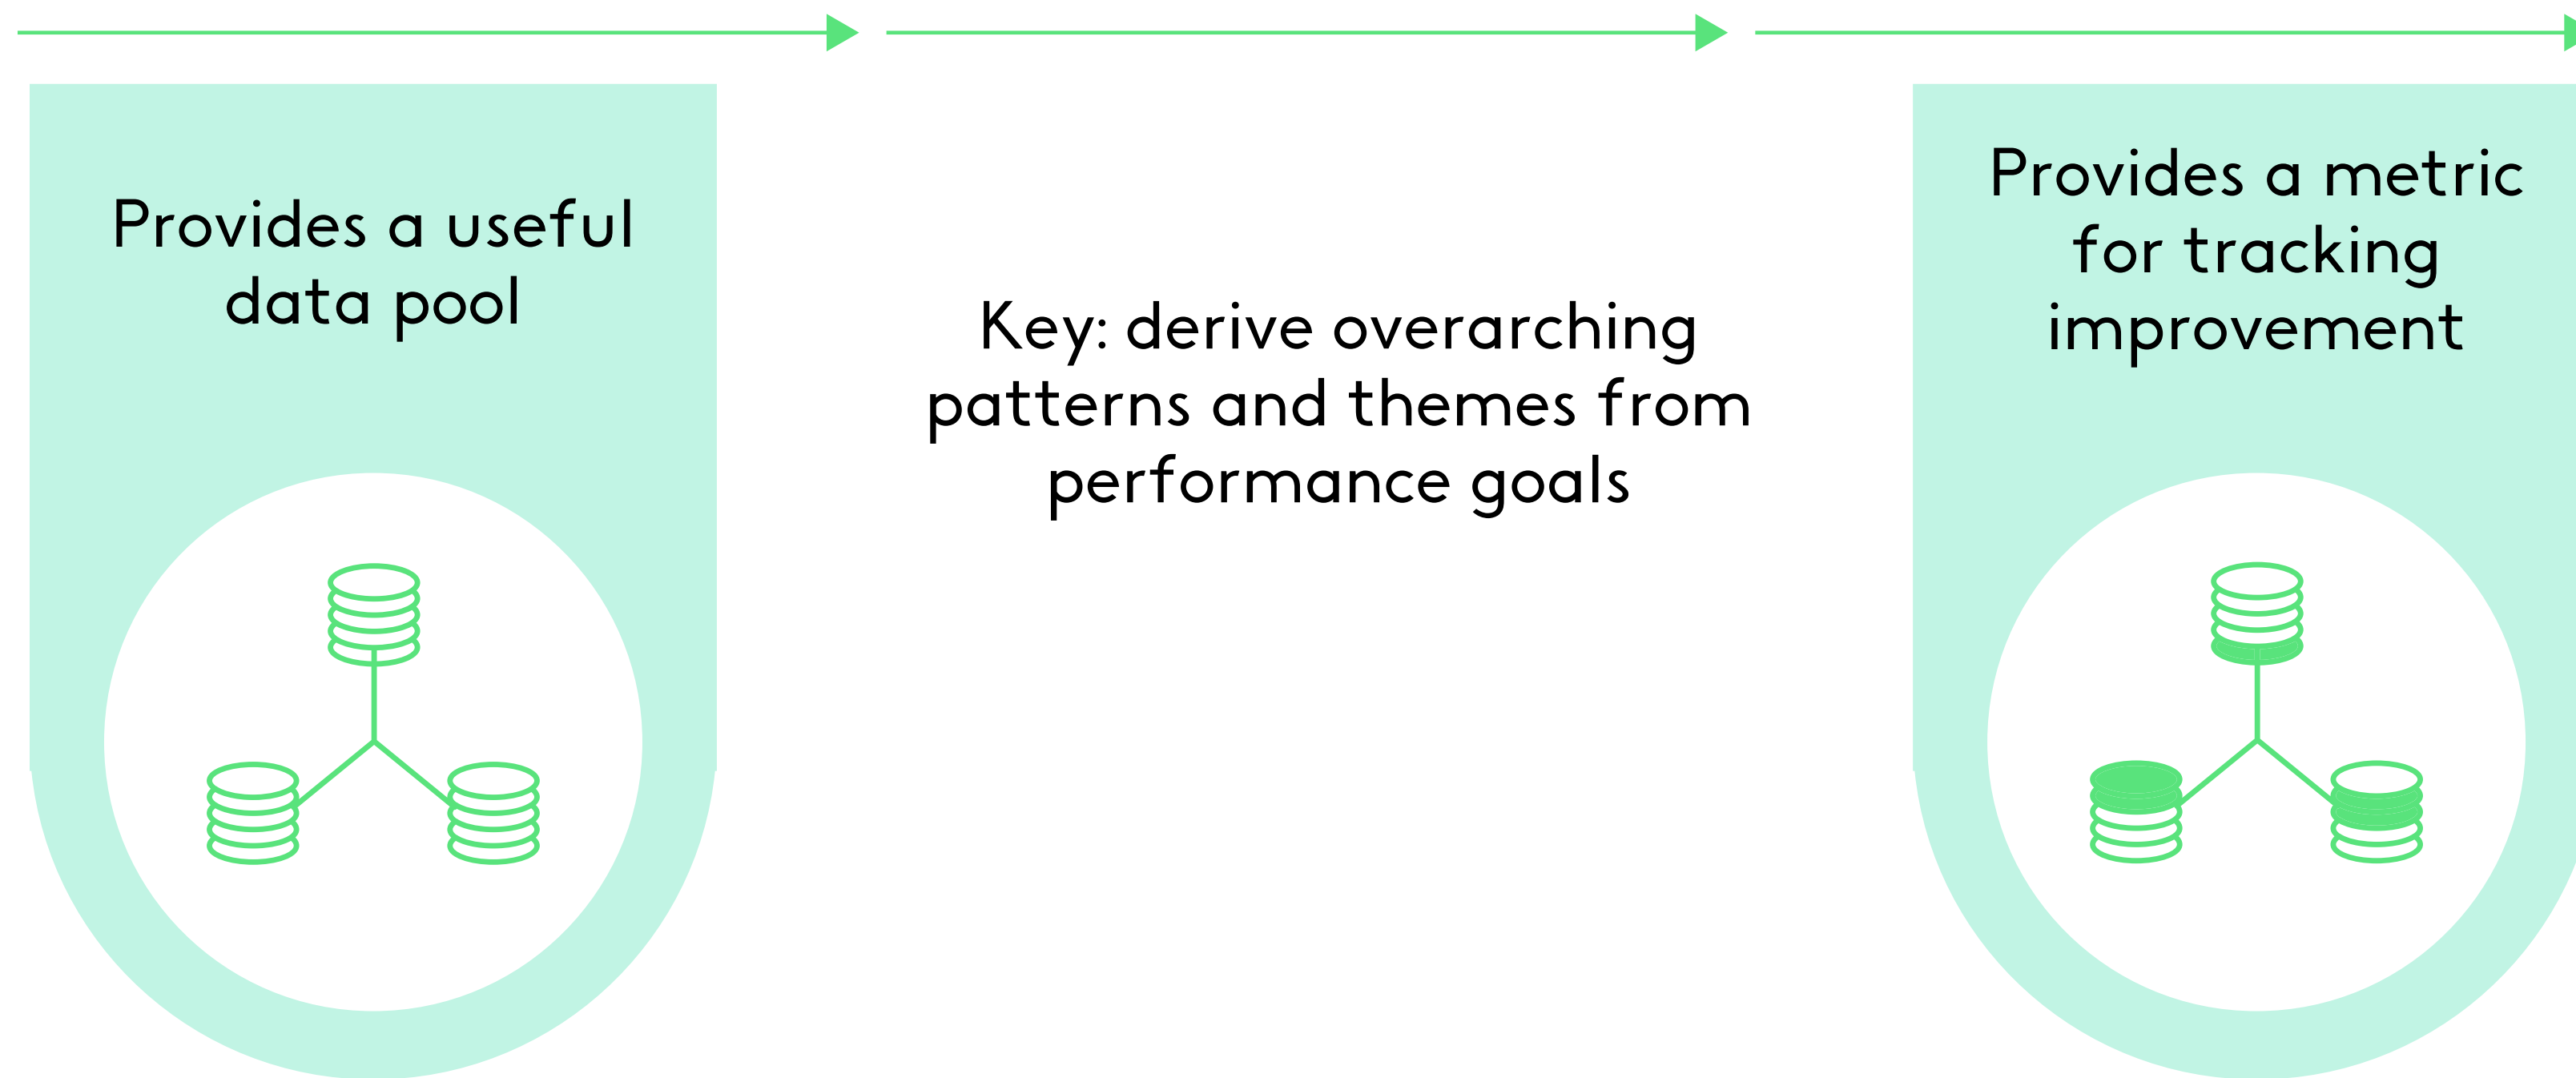 Provides a useful
data pool
Key: derive overarching
patterns and themes from
performance goals
Provides a metric
for tracking
improvement